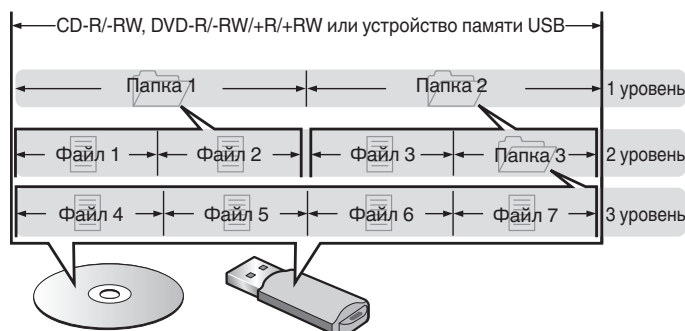 CD-R/-RW, DVD-R/-RW/+R/+RW или устройство памяти USB
Папка 1 Папка 2 1 уровень
Файл 1 Файл 2 Файл 3 Папка 3 2 уровень
Файл 4 Файл 5 Файл 6 Файл 7 3 уровень